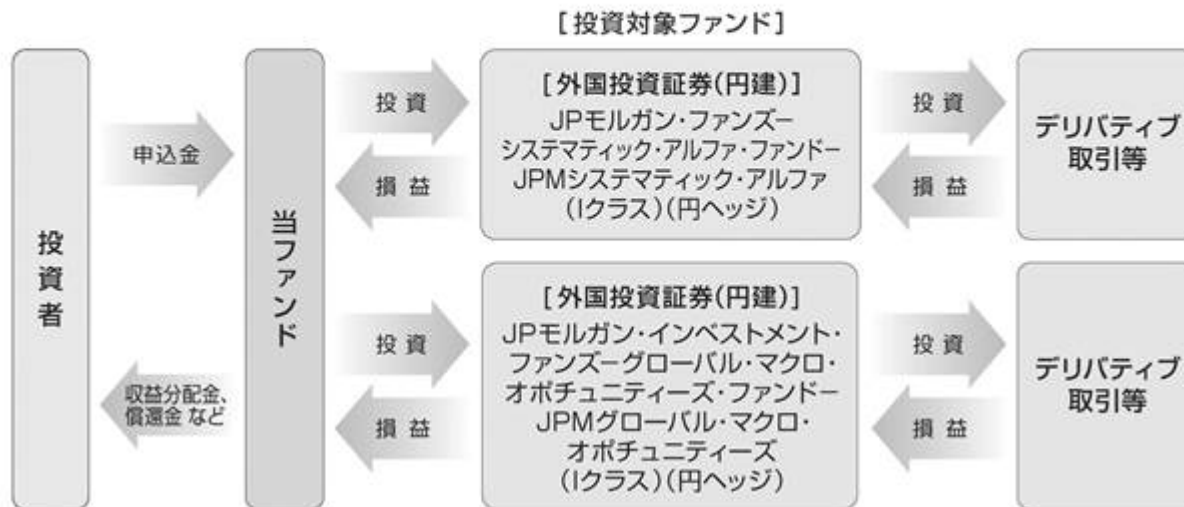 [投資対象ファンド]
投資者
申込金
収益分配金、
償還金 など
当ファンド
投 資
損 益
[外国投資証券(円建)]
JPモルガン・ファンズー
システマティック・アルファ・ファンドー
JPMシステマティック・アルファ
(Iクラス)(円ヘッジ)
投 資
損 益
デリバティブ
取引等
投 資
損 益
[外国投資証券(円建)]
JPモルガン・インベストメント・
ファンズーグローバル・マクロ・
オポチュニティーズ・ファンドー
JPMグローバル・マクロ・
オポチュニティーズ
(Iクラス)(円ヘッジ)
投 資
損 益
デリバティブ
取引等